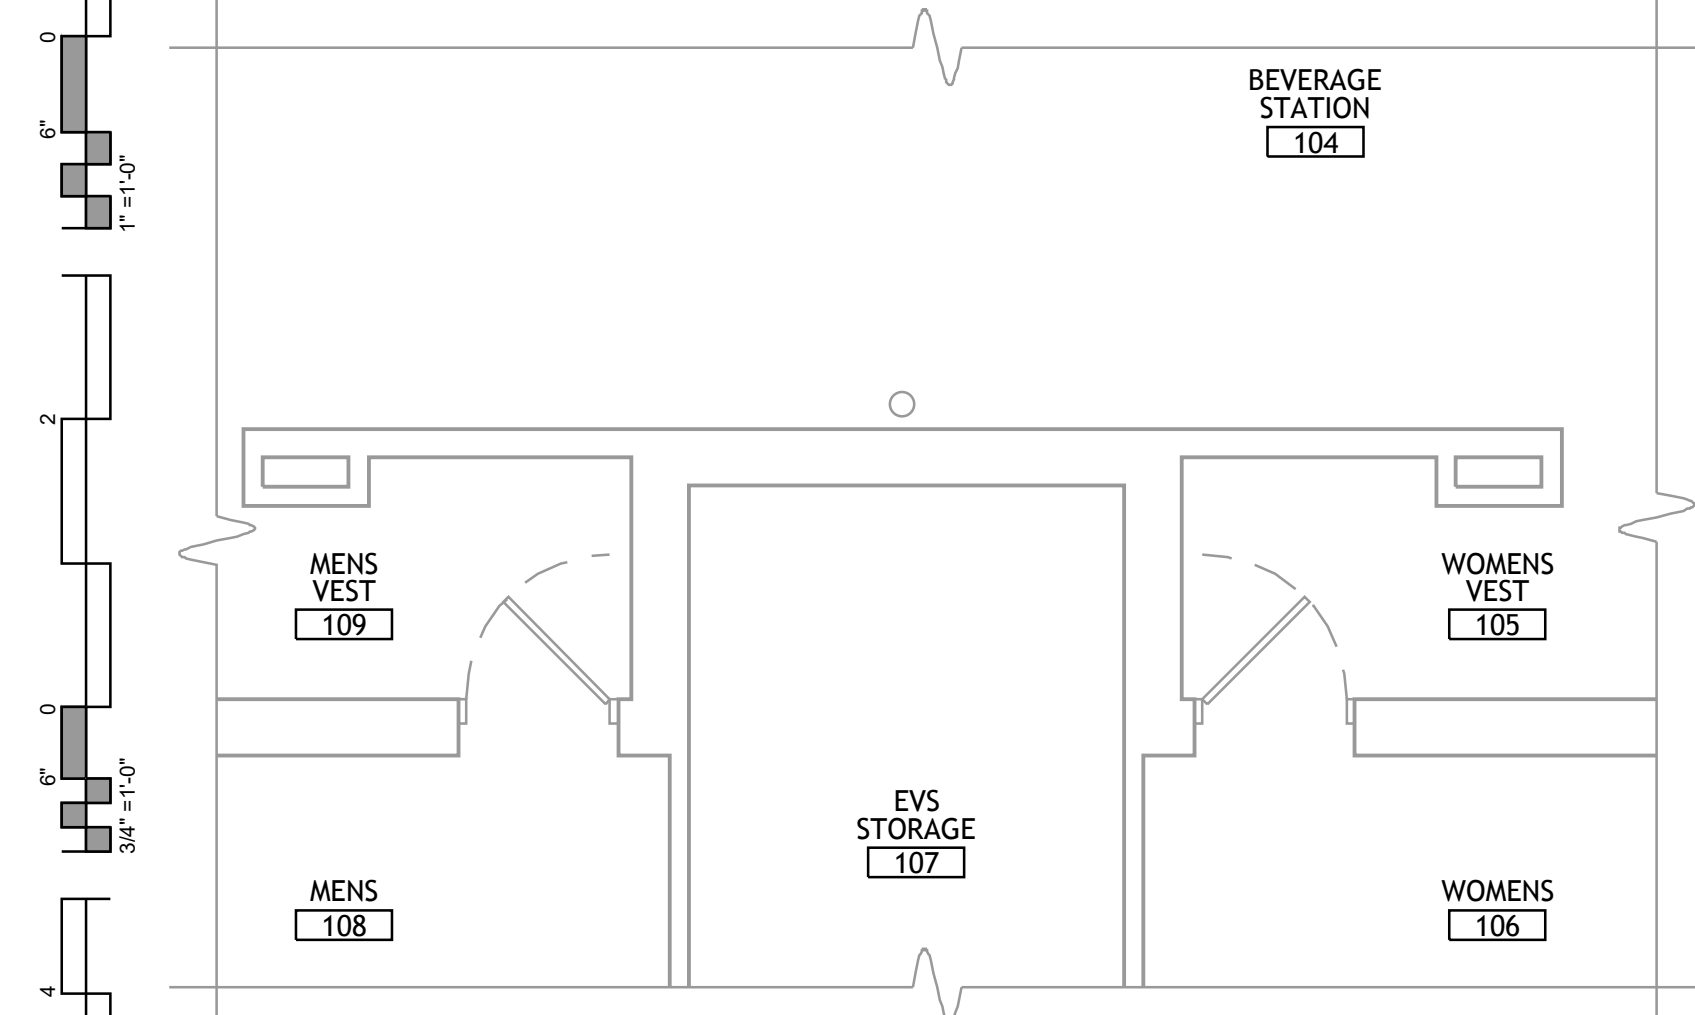 0
6"
1" =1'-0"
BEVERAGE
STATION
104
2
0
6"
3/4" =1'-0"
4
MENS
VEST
109
WOMENS
VEST
105
EVS
STORAGE
107
MENS
108
WOMENS
106